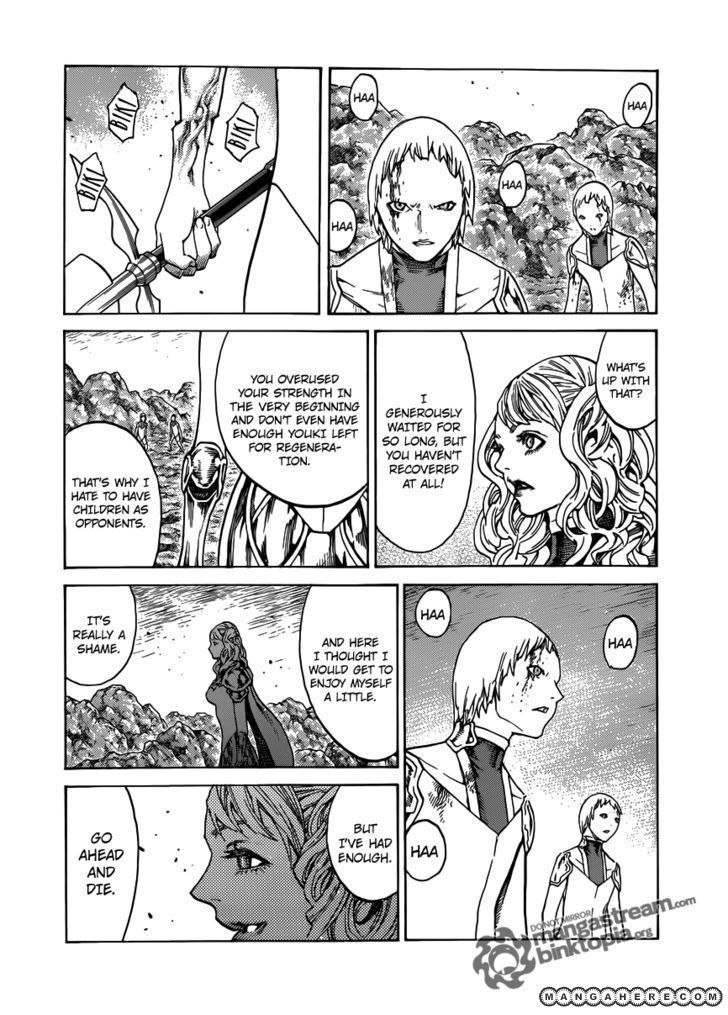 BIKI
BIKI
BIKI
HAA
HAA
HAA
HAA
WHAT'S
UP WITH
THAT?
I
GENEROUSLY
WAITED FOR
SO LONG, BUT
YOU HAVEN'T
RECOVERED
AT ALL!
YOU OVERUSED
YOUR STRENGTH IN
THE VERY BEGINNING
AND DON'T EVEN HAVE
ENOUGH YOUKI LEFT
FOR REGENERA-
TION.
THAT'S WHY I
HATE TO HAVE
CHILDREN AS
OPPONENTS.
IT'S
REALLY A
SHAME.
AND HERE
I THOUGHT I
WOULD GET TO
ENJOY MYSELF
A LITTLE.
HAA
HAA
HAA
BUT
I'VE HAD
ENOUGH.
GO
AHEAD
AND
DIE.
DO NOT MIRROR!
mangastream.com
binktopia.org
MANGAHERE.COM